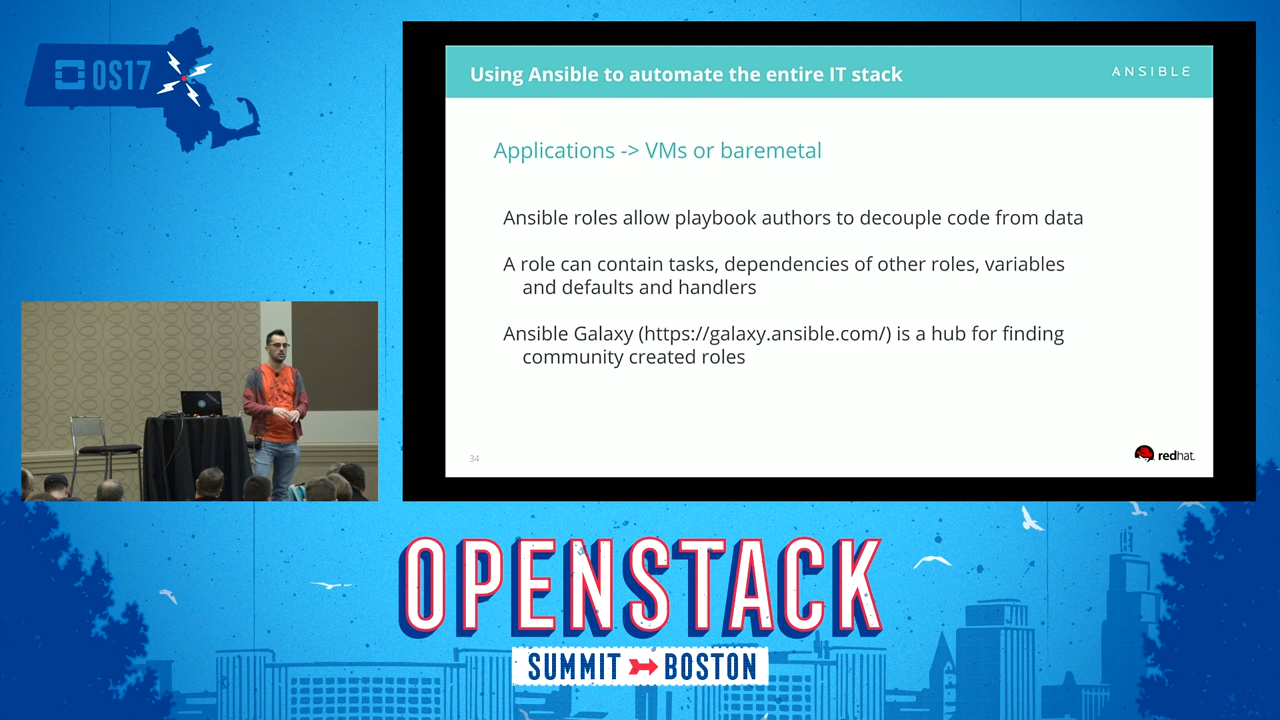 OS17
Using Ansible to automate the entire IT stack
ANSIBLE
Applications -> VMs or baremetal
Ansible roles allow playbook authors to decouple code from data
A role can contain tasks, dependencies of other roles, variables
and defaults and handlers
Ansible Galaxy (https://galaxy.ansible.com/) is a hub for finding
community created roles
34
redhat.
OPENSTACK
SUMMIT BOSTON